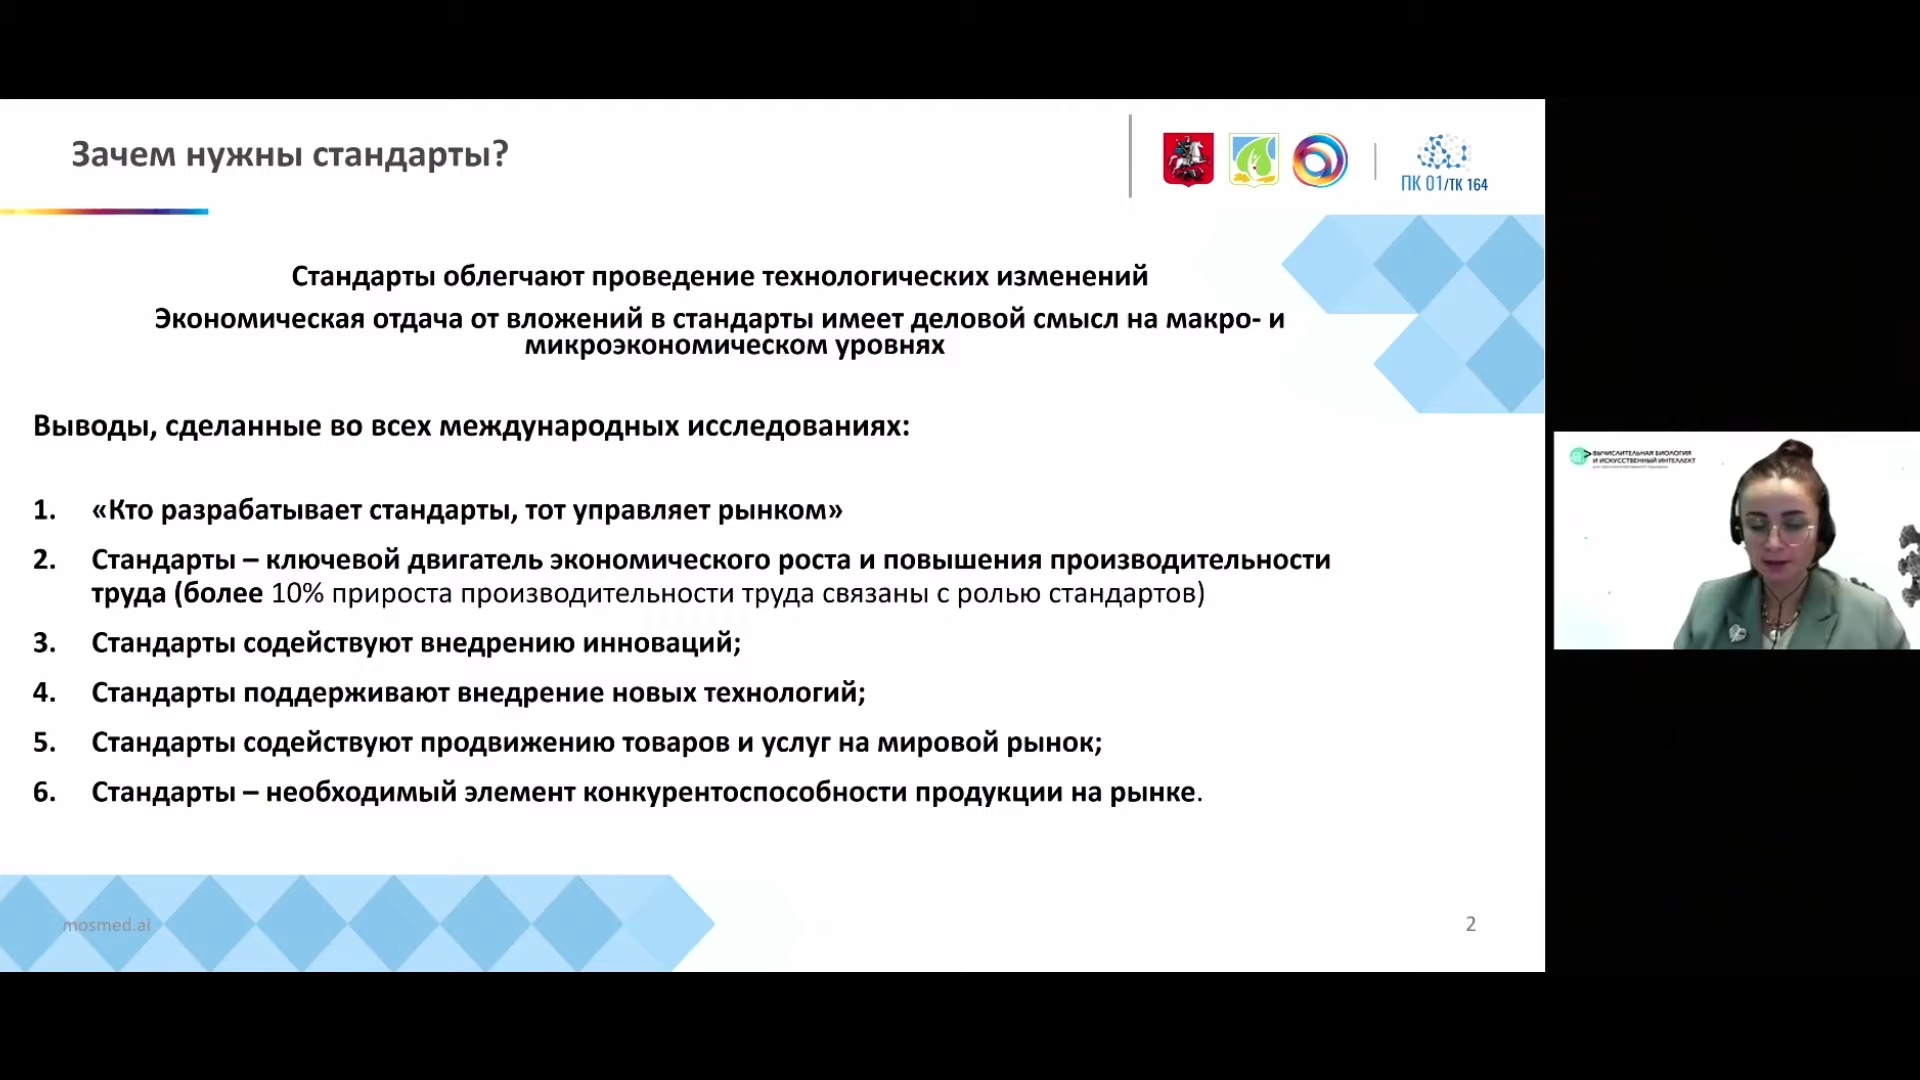 Зачем нужны стандарты?
ПК 01/ТК 164
Стандарты облегчают проведение технологических изменений
Экономическая отдача от вложений в стандарты имеет деловой смысл на макро- и
микроэкономическом уровнях
Выводы, сделанные во всех международных исследованиях:
1. «Кто разрабатывает стандарты, тот управляет рынком»
2. Стандарты – ключевой двигатель экономического роста и повышения производительности
труда (более 10% прироста производительности труда связаны с ролью стандартов)
3. Стандарты содействуют внедрению инноваций;
4. Стандарты поддерживают внедрение новых технологий;
5. Стандарты содействуют продвижению товаров и услуг на мировой рынок;
6. Стандарты – необходимый элемент конкурентоспособности продукции на рынке.
mosmed.ai
2
ВЫЧИСЛИТЕЛЬНАЯ БИОЛОГИЯ
И ИСКУССТВЕННЫЙ ИНТЕЛЛЕКТ